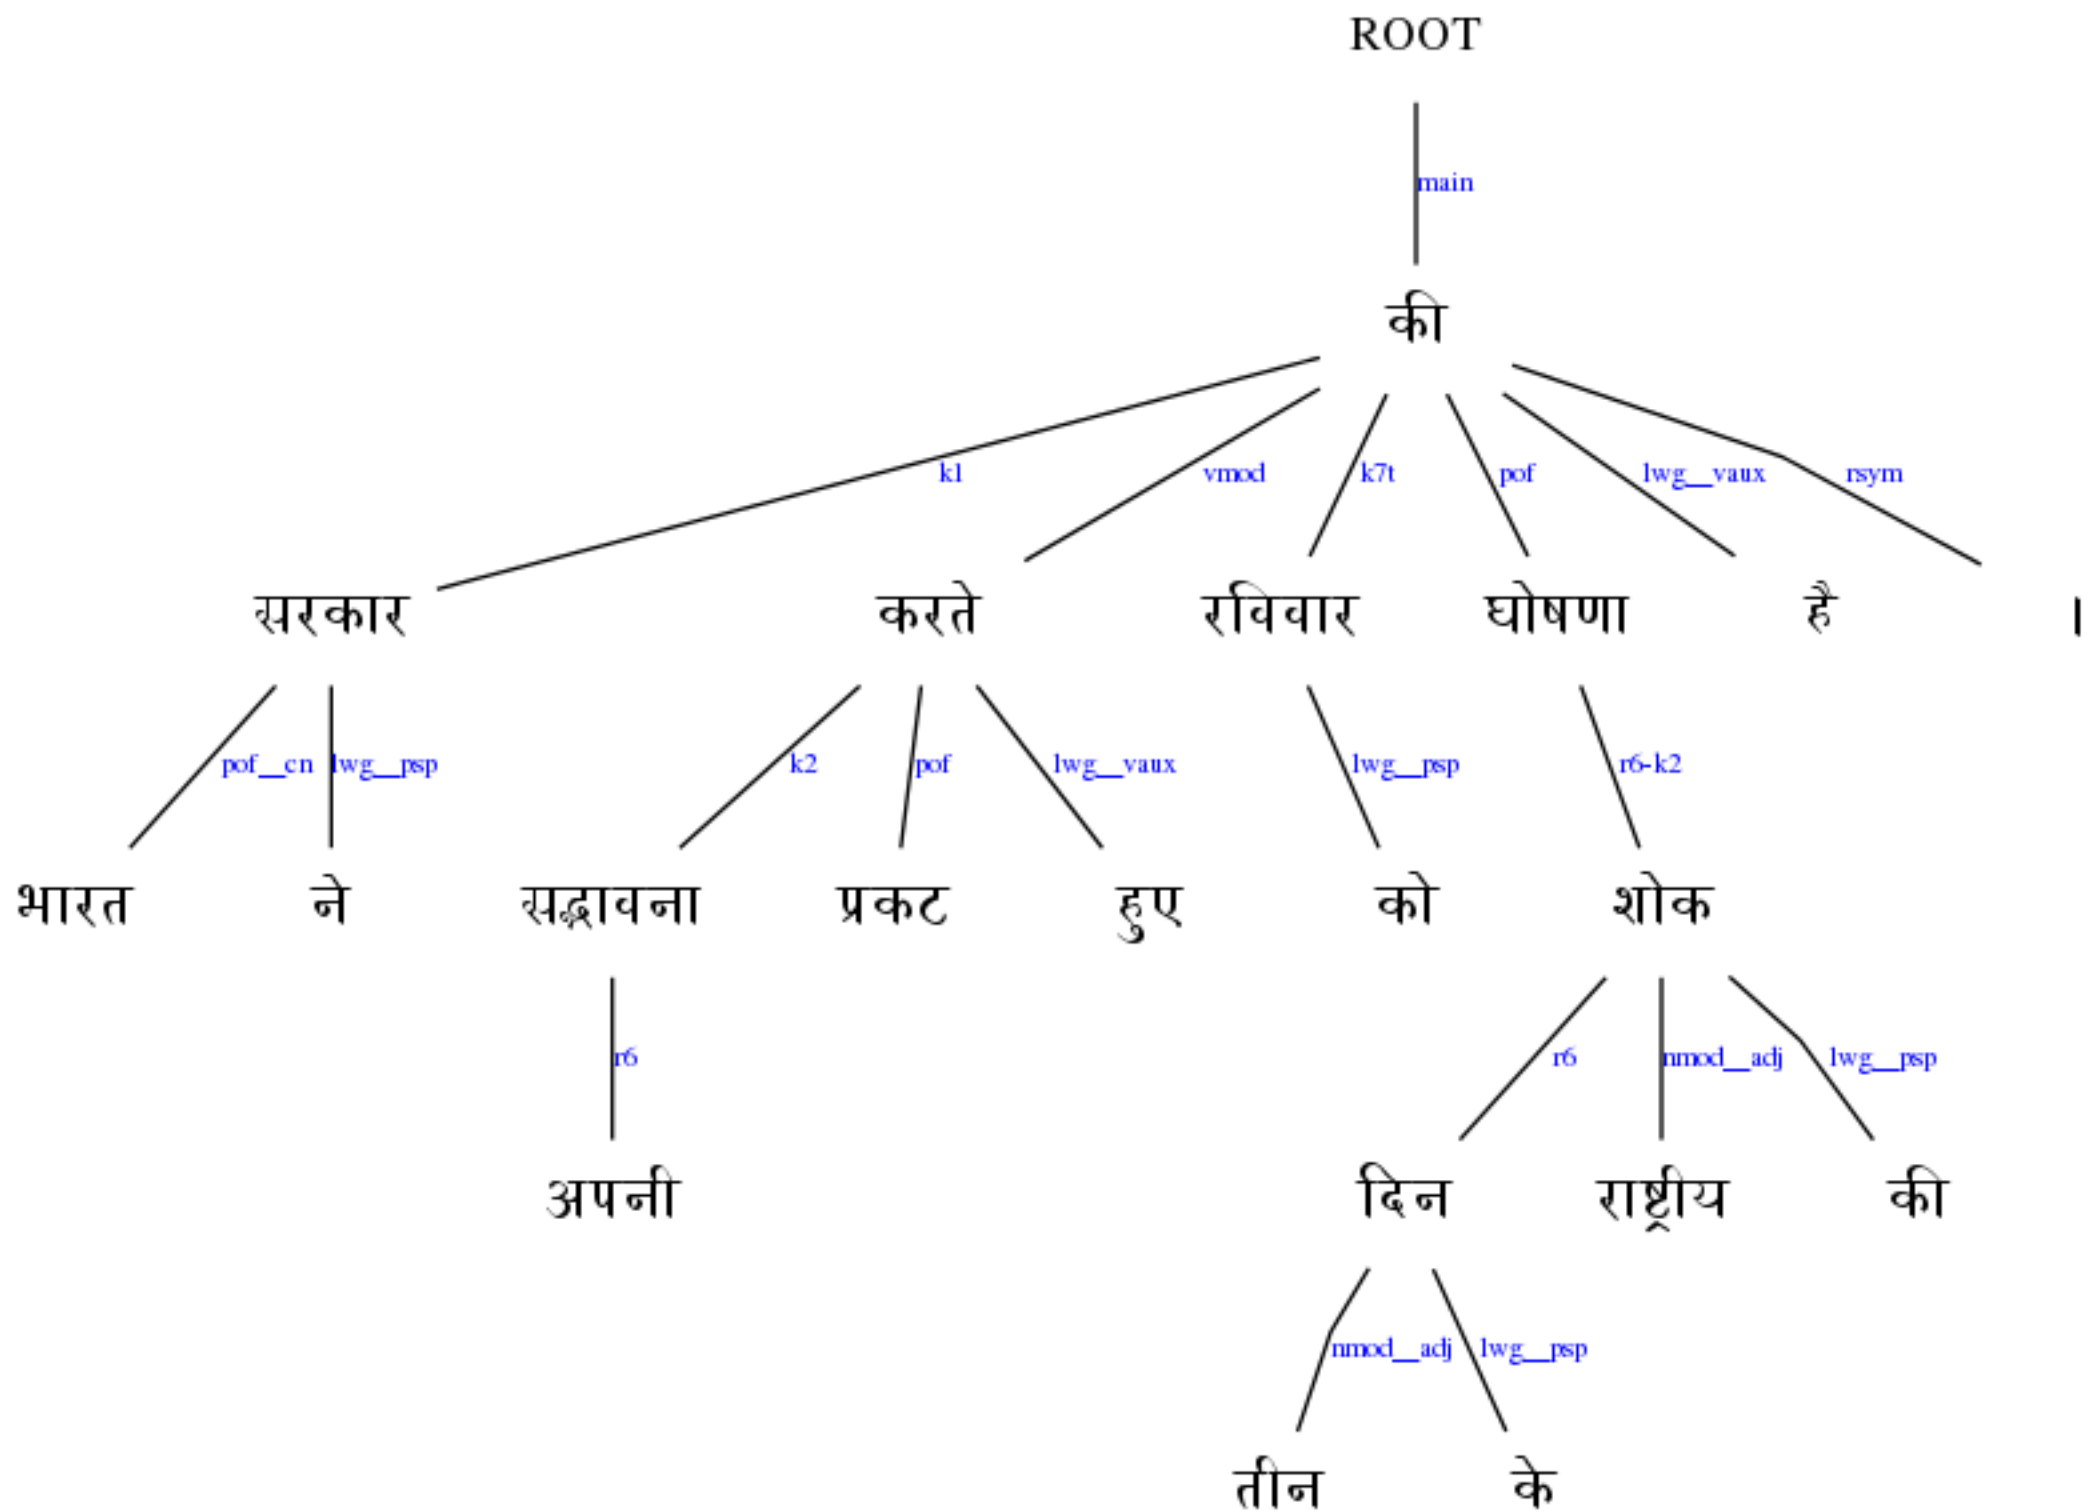 ROOT
main
की
k1 vmod k7t pof lwg__vaux rsym
सरकार करते रविवार घोषणा है ।
pof__cn lwg__psp k2 pof lwg__vaux lwg__psp r6-k2
भारत ने सद्भावना प्रकट हुए को शोक
r6 r6 nmod__adj lwg__psp
अपनी दिन राष्ट्रीय की
nmod__adj lwg__psp
तीन के